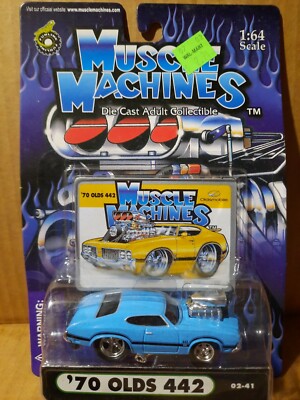 Visit our official website: www.musclemachines.com
MUSCLE
MACHINES
1:64
Scale
Die Cast Adult Collectible
TM
'70 OLDS 442
MUSCLE
MACHINES
Oldsmobile
WARNING:
'70 OLDS 442
02-41